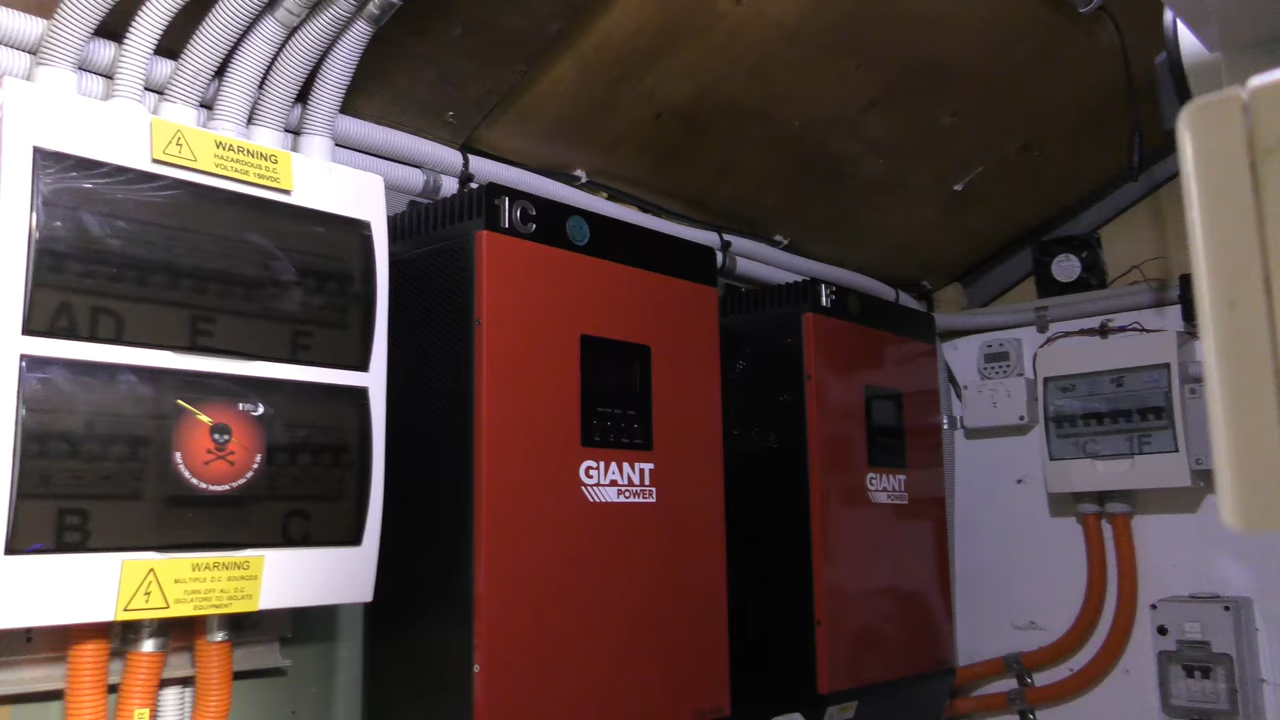 WARNING
HAZARDOUS D.C.
VOLTAGE 150VDC
AD E F
B C
WARNING
MULTIPLE D.C. SOURCES
TURN OFF ALL D.C.
ISOLATORS TO ISOLATE
EQUIPMENT
1C
GIANT
POWER
1F
GIANT
POWER
1C 1F